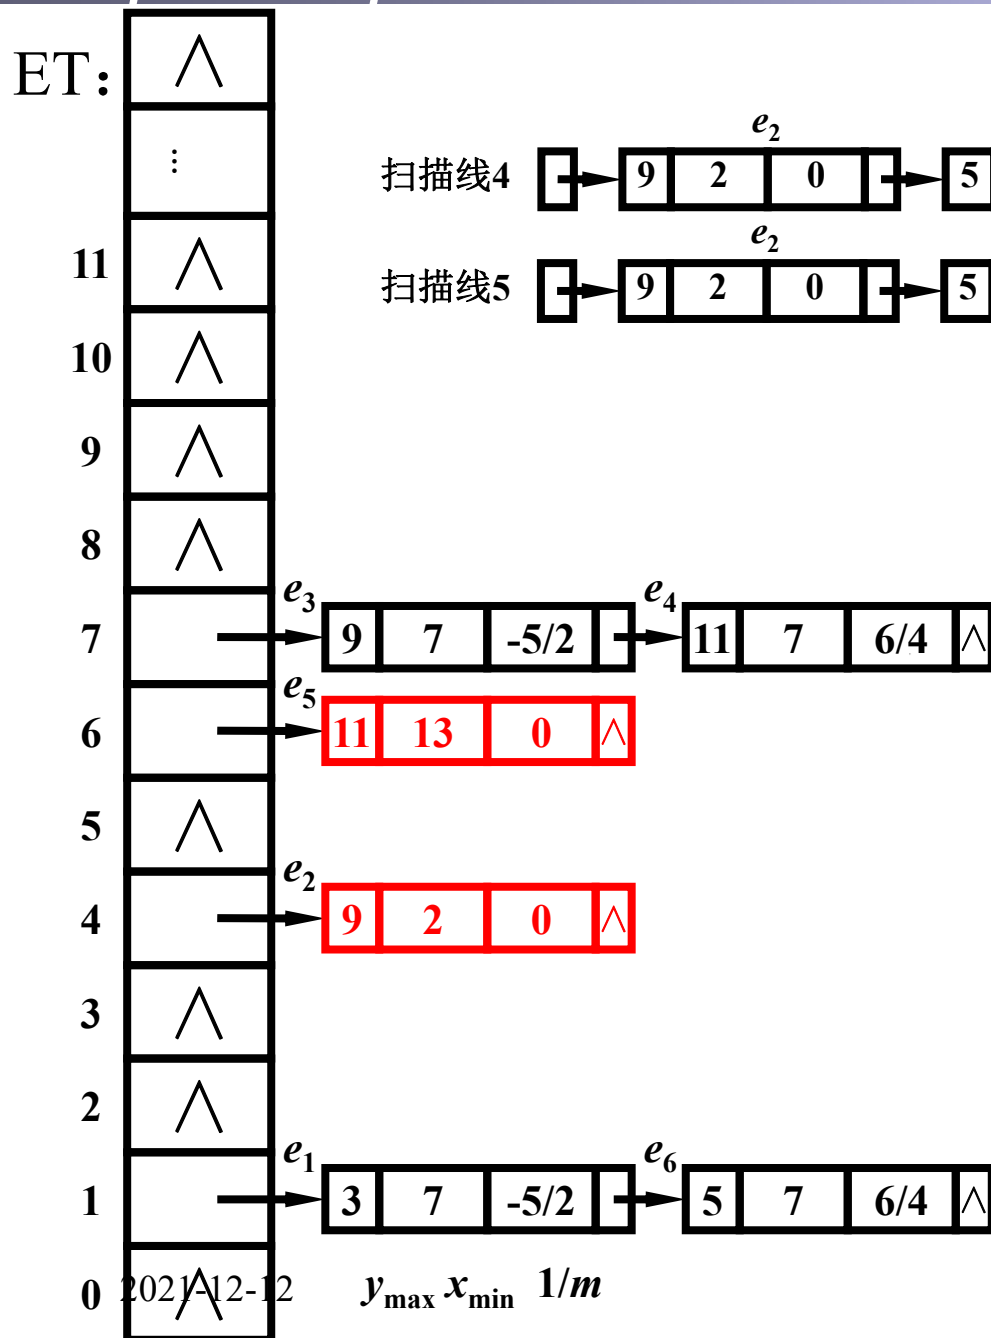 ET: ∧
⋮
e2
扫描线4 9 2 0 5
e2
扫描线5 9 2 0 5
11 ∧
10 ∧
9 ∧
8 ∧
e3 e4
7 9 7 -5/2 11 7 6/4 ∧
e5
6 11 13 0 ∧
5 ∧
e2
4 9 2 0 ∧
3 ∧
2 ∧
e1 e6
1 3 7 -5/2 5 7 6/4 ∧
0 ∧ 2021-12-12 ymax xmin 1/m